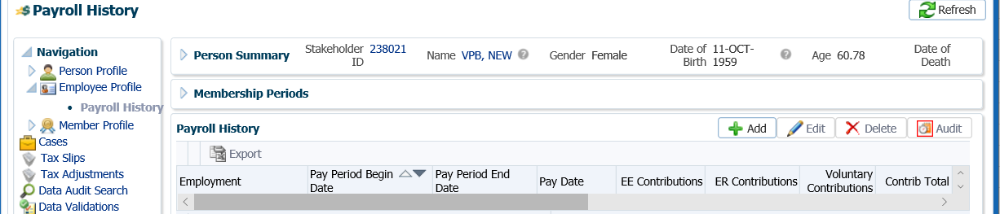 Payroll History
Refresh
Navigation
Person Profile
Employee Profile
Payroll History
Member Profile
Cases
Tax Slips
Tax Adjustments
Data Audit Search
Data Validations
Person Summary
Stakeholder
ID
238021
Name VPB, NEW
Gender Female
Date of
Birth
11-OCT-
1959
Age 60.78
Date of
Death
Membership Periods
Payroll History
Add
Edit
Delete
Audit
Export
Employment
Pay Period Begin
Date
Pay Period End
Date
Pay Date
EE Contributions
ER Contributions
Voluntary
Contributions
Contrib Total